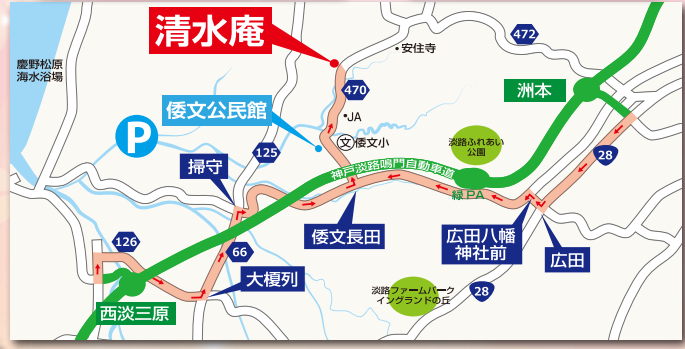 清水庵
472
安住寺
慶野松原
海水浴場
470
洲本
倭文公民館
JA
P
文
倭文小
淡路ふれあい
公園
125
28
掃守
神戸淡路鳴門自動車道
緑PA
126
66
倭文長田
広田八幡
神社前
広田
大榎列
淡路ファームパーク
イングランドの丘
28
西淡三原